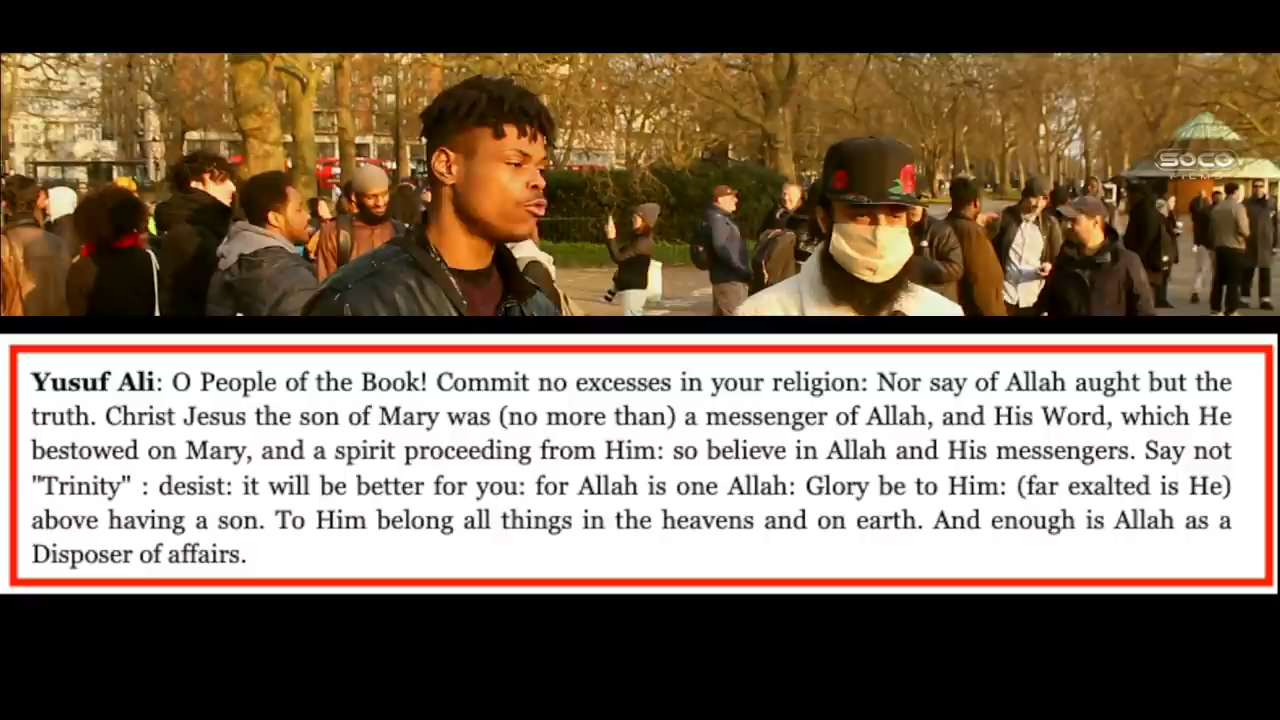 SOCO
FILMS
Yusuf Ali: O People of the Book! Commit no excesses in your religion: Nor say of Allah aught but the
truth. Christ Jesus the son of Mary was (no more than) a messenger of Allah, and His Word, which He
bestowed on Mary, and a spirit proceeding from Him: so believe in Allah and His messengers. Say not
"Trinity" : desist: it will be better for you: for Allah is one Allah: Glory be to Him: (far exalted is He)
above having a son. To Him belong all things in the heavens and on earth. And enough is Allah as a
Disposer of affairs.